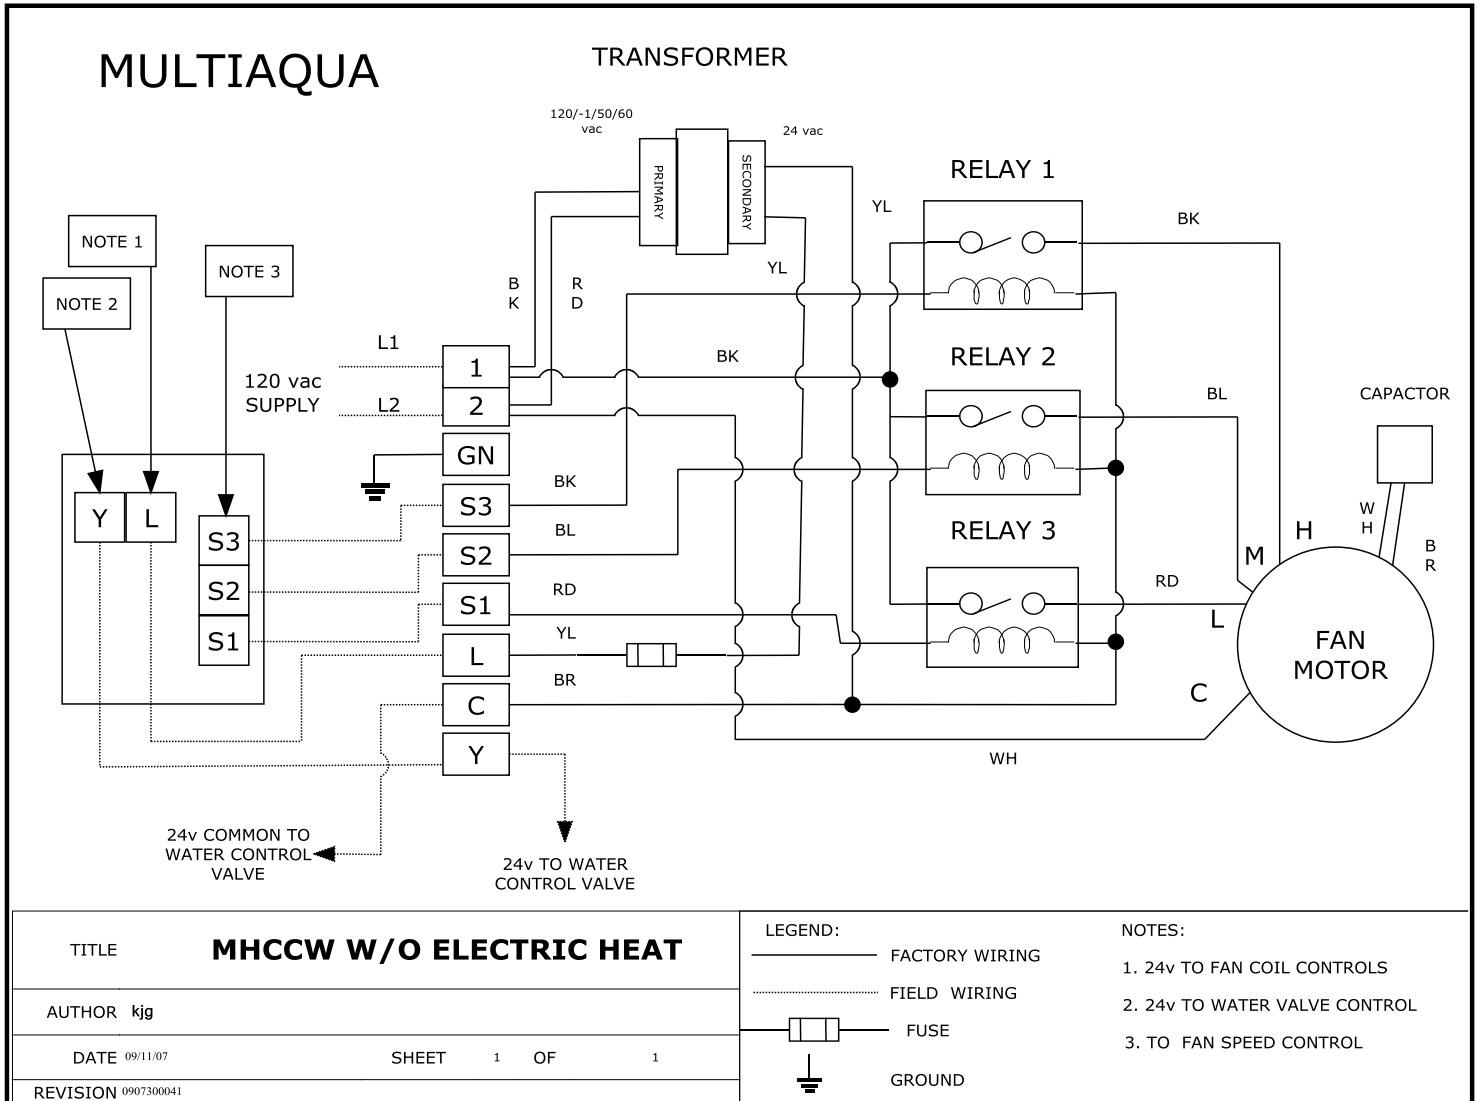 MULTIAQUA
TRANSFORMER
120/-1/50/60
vac
24 vac
PRIMARY
SECONDARY
RELAY 1
YL
BK
NOTE 1
NOTE 3
NOTE 2
YL
B
K
R
D
L1
120 vac
SUPPLY
L2
1
2
GN
S3
S2
S1
L
C
Y
BK
RELAY 2
BL
CAPACTOR
BK
BL
RD
YL
BR
RELAY 3
RD
W
H
B
R
H
M
L
C
FAN
MOTOR
WH
Y
L
S3
S2
S1
24v COMMON TO
WATER CONTROL
VALVE
24v TO WATER
CONTROL VALVE
TITLE
MHCCW W/O ELECTRIC HEAT
AUTHOR kjg
DATE 09/11/07
SHEET 1 OF 1
REVISION 0907300041
LEGEND:
FACTORY WIRING
FIELD WIRING
FUSE
GROUND
NOTES:
1. 24v TO FAN COIL CONTROLS
2. 24v TO WATER VALVE CONTROL
3. TO FAN SPEED CONTROL